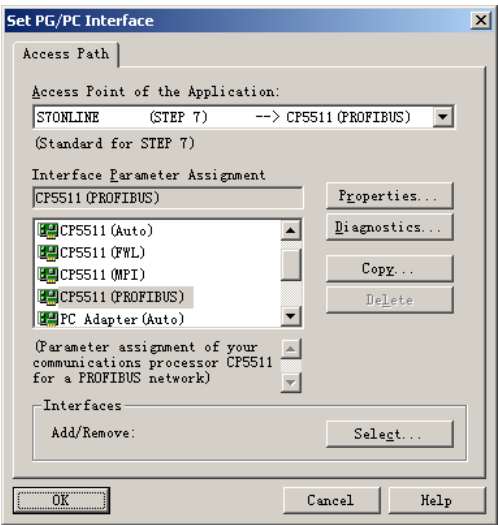 Set PG/PC Interface
Access Path
Access Point of the Application:
S7ONLINE (STEP 7) --> CP5511(PROFIBUS)
(Standard for STEP 7)
Interface Parameter Assignment
CP5511(PROFIBUS)
Properties...
CP5511(Auto)
Diagnostics...
CP5511(FWL)
CP5511(MPI)
Copy...
CP5511(PROFIBUS)
Delete
PC Adapter(Auto)
(Parameter assignment of your
communications processor CP5511
for a PROFIBUS network)
Interfaces
Add/Remove:
Select...
OK
Cancel
Help